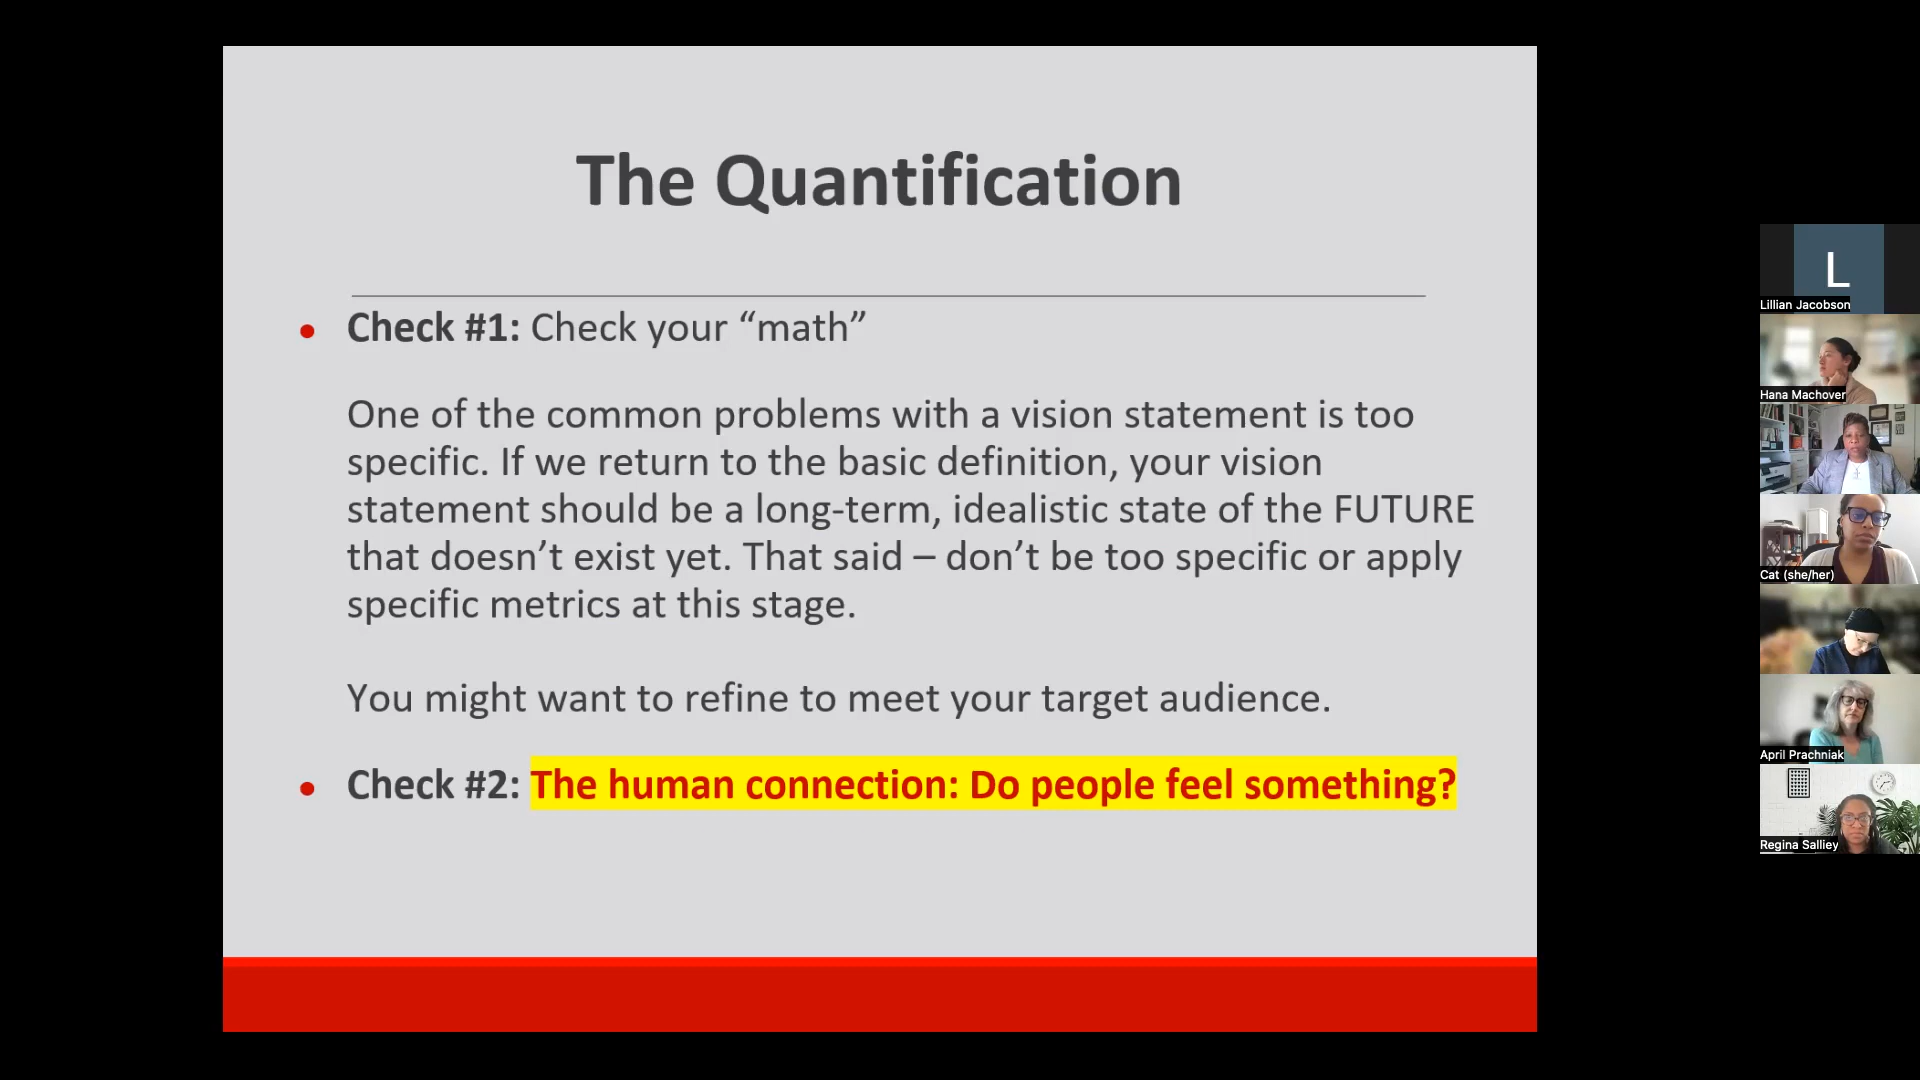 The Quantification
• Check #1: Check your “math”
One of the common problems with a vision statement is too
specific. If we return to the basic definition, your vision
statement should be a long-term, idealistic state of the FUTURE
that doesn’t exist yet. That said – don’t be too specific or apply
specific metrics at this stage.
You might want to refine to meet your target audience.
• Check #2: The human connection: Do people feel something?
L
Lillian Jacobson
Hana Machover
Cat (she/her)
April Prachniak
Regina Salliey